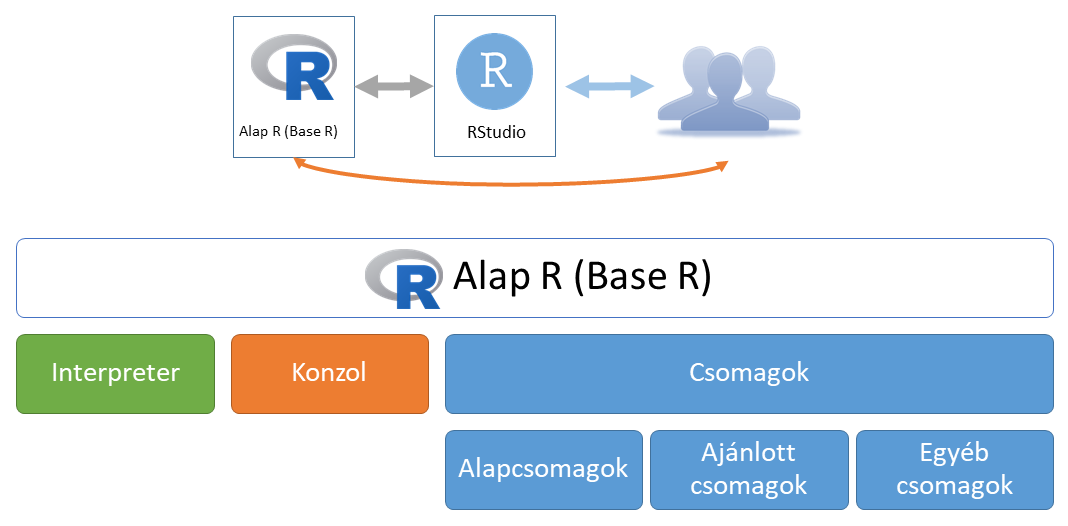 R
R
Alap R (Base R)
RStudio
R
Alap R (Base R)
Interpreter
Konzol
Csomagok
Alapcsomagok
Ajánlott
csomagok
Egyéb
csomagok